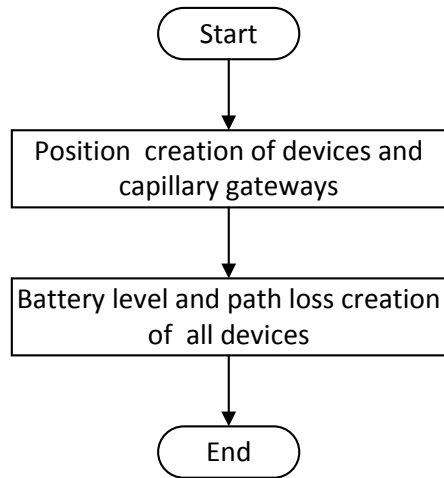 Start
Position creation of devices and
capillary gateways
Battery level and path loss creation
of all devices
End